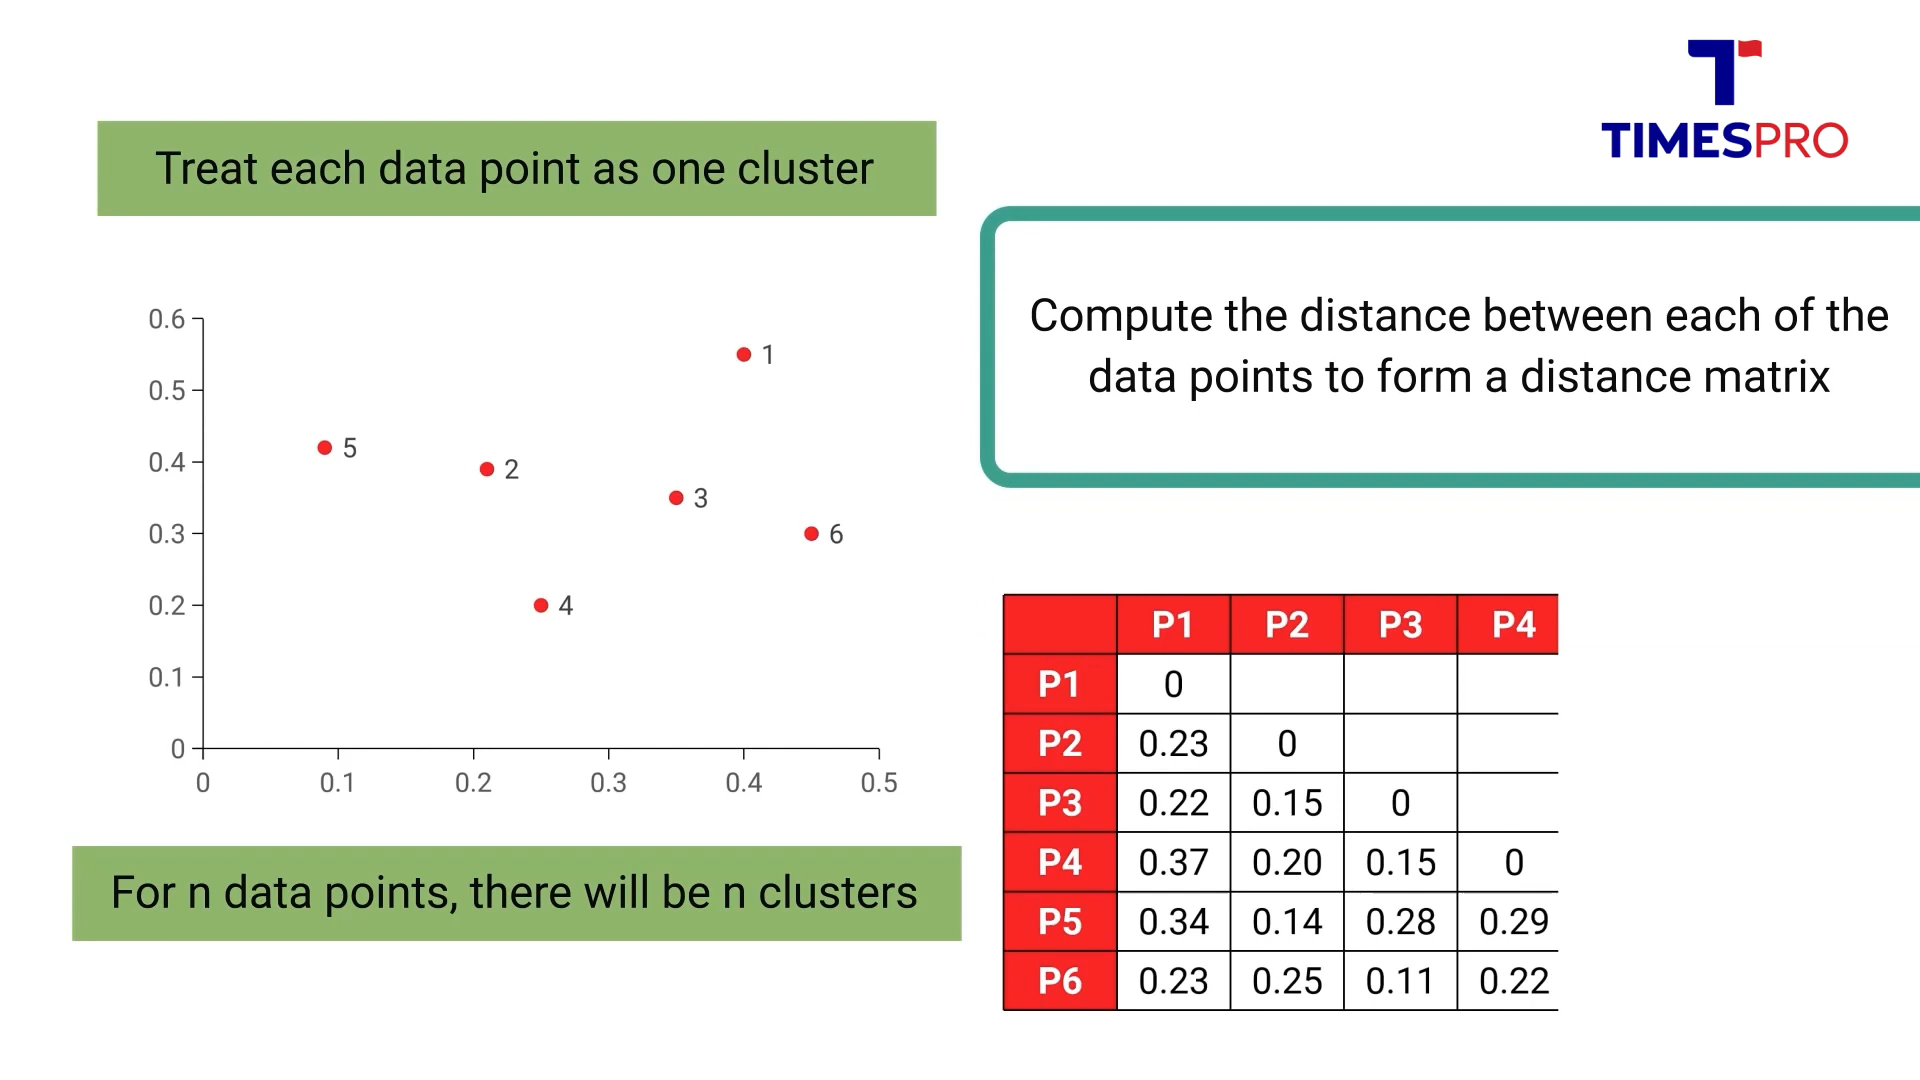 T
TIMESPRO
Treat each data point as one cluster
Compute the distance between each of the
data points to form a distance matrix
0.6
0.5
0.4
0.3
0.2
0.1
0
0 0.1 0.2 0.3 0.4 0.5
1
5
2
3
6
4
For n data points, there will be n clusters
P1 P2 P3 P4
P1 0
P2 0.23 0
P3 0.22 0.15 0
P4 0.37 0.20 0.15 0
P5 0.34 0.14 0.28 0.29
P6 0.23 0.25 0.11 0.22